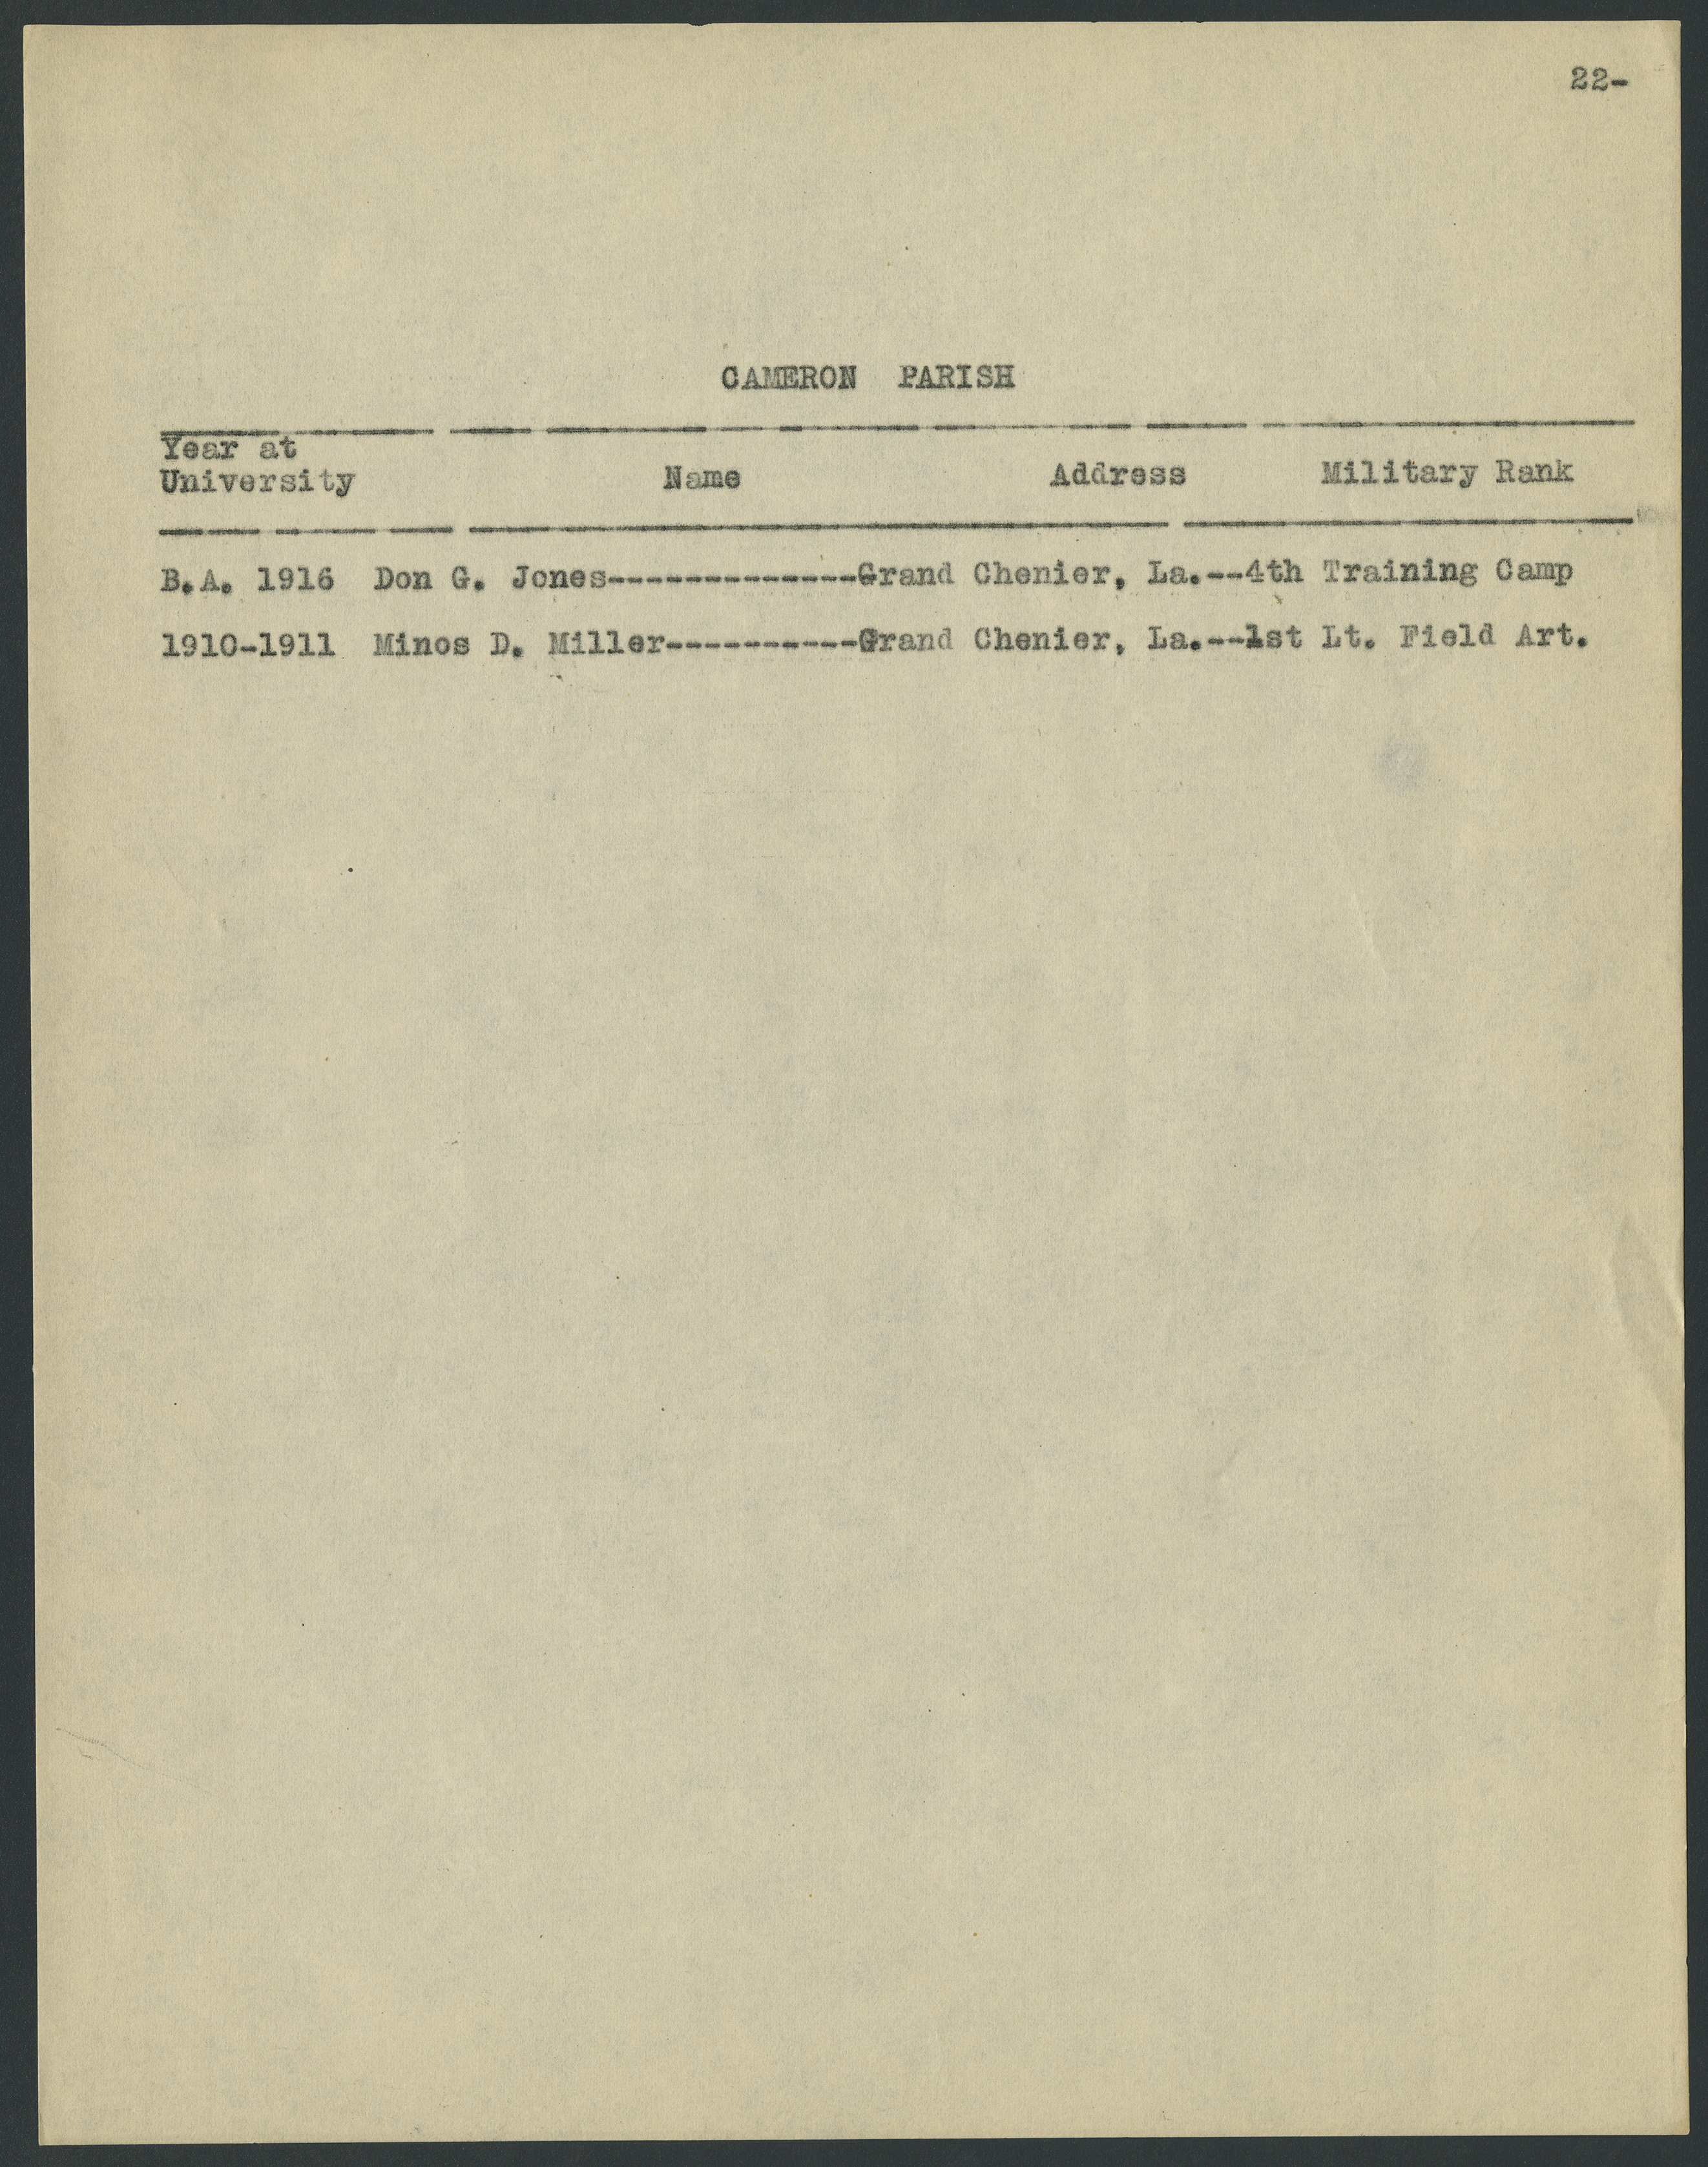 22-
CAMERON PARISH
Year at
University Name Address Military Rank
B.A. 1916 Don G. Jones-------------Grand Chenier, La.--4th Training Camp
1910-1911 Minos D. Miller----------Grand Chenier, La.--1st Lt. Field Art.